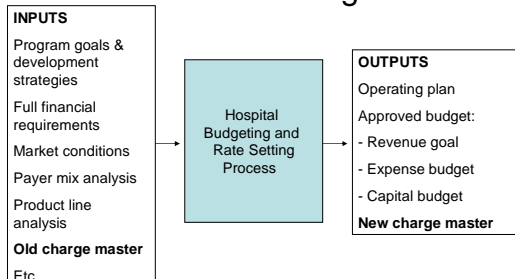 INPUTS
Program goals &
development
strategies
Full financial
requirements
Market conditions
Payer mix analysis
Product line
analysis
Old charge master
Etc
Hospital
Budgeting and
Rate Setting
Process
OUTPUTS
Operating plan
Approved budget:
- Revenue goal
- Expense budget
- Capital budget
New charge master